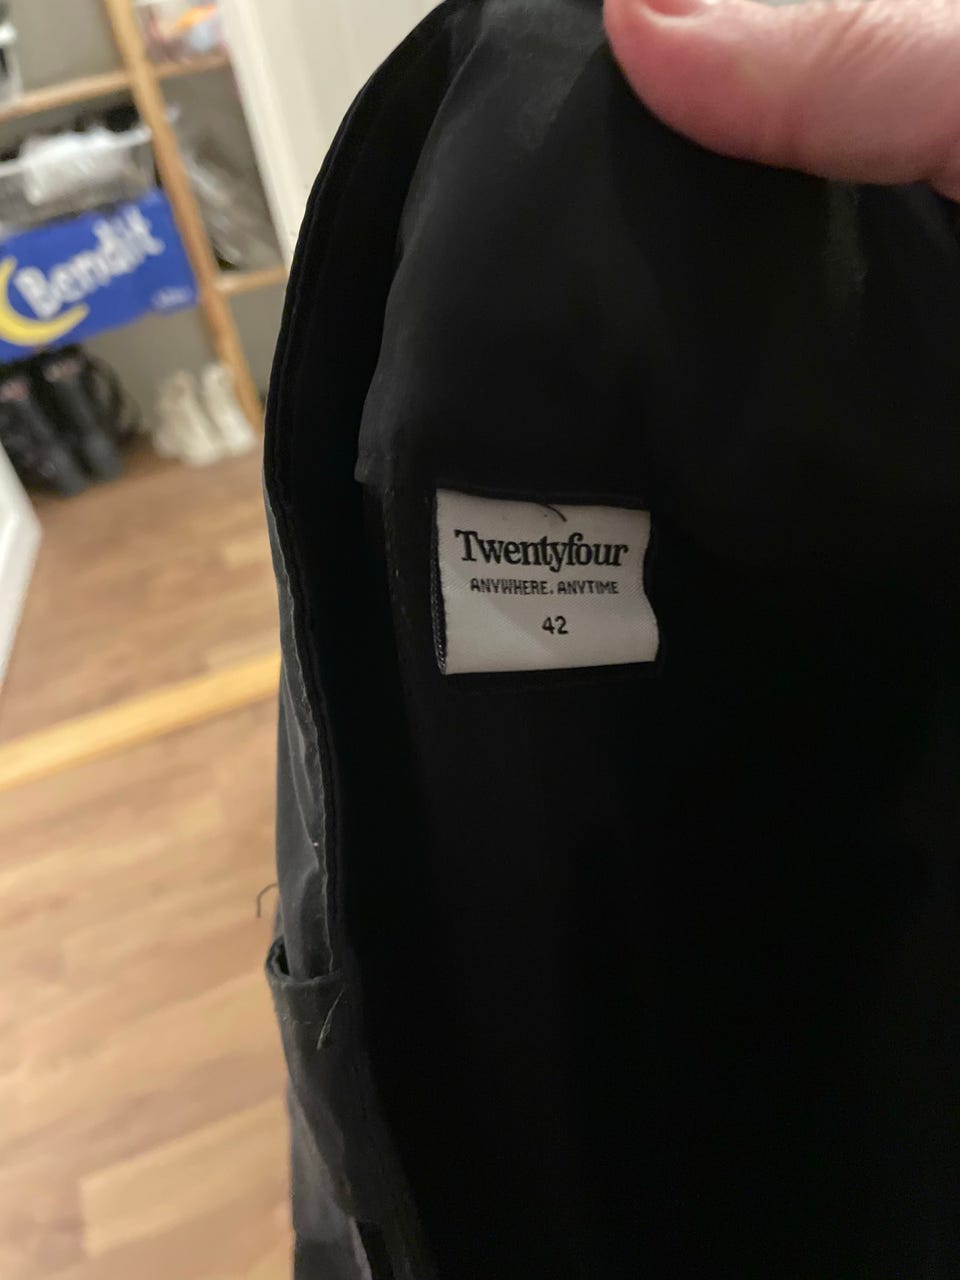 Bendit
Twentyfour
ANYWHERE. ANYTIME
42